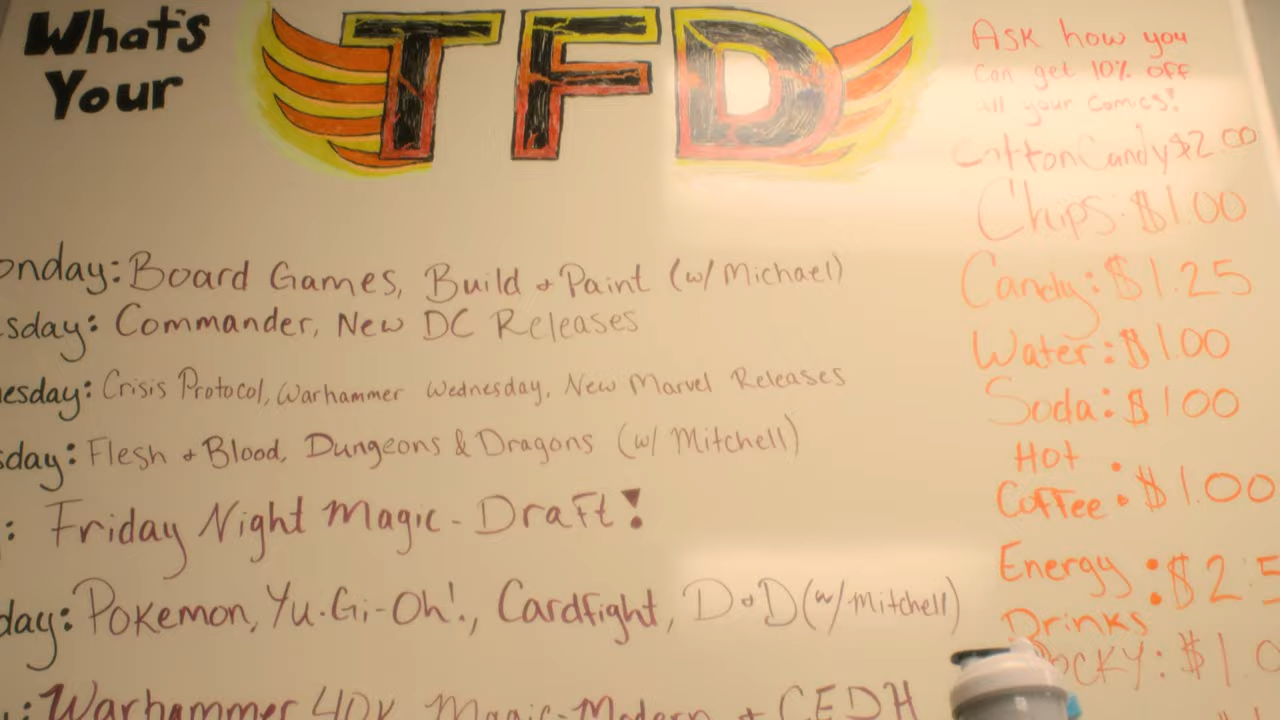 What's
Your
TFD
onday: Board Games, Build + Paint (w/ Michael)
sday: Commander, New DC Releases
esday: Crisis Protocol, Warhammer Wednesday, New Marvel Releases
sday: Flesh + Blood, Dungeons & Dragons (w/ Mitchell)
: Friday Night Magic - Draft!
day: Pokemon, Yu-Gi-Oh!, Cardfight, D+D (w/ Mitchell)
: Warhammer 40K Magic-Modern + CEDH
Ask how you
can get 10% off
all your comics!
Cotton Candy $2.00
Chips: $1.00
Candy: $1.25
Water: $1.00
Soda: $1.00
Hot
Coffee: $1.00
Energy : $2.5
Drinks
Pocky: $1.0